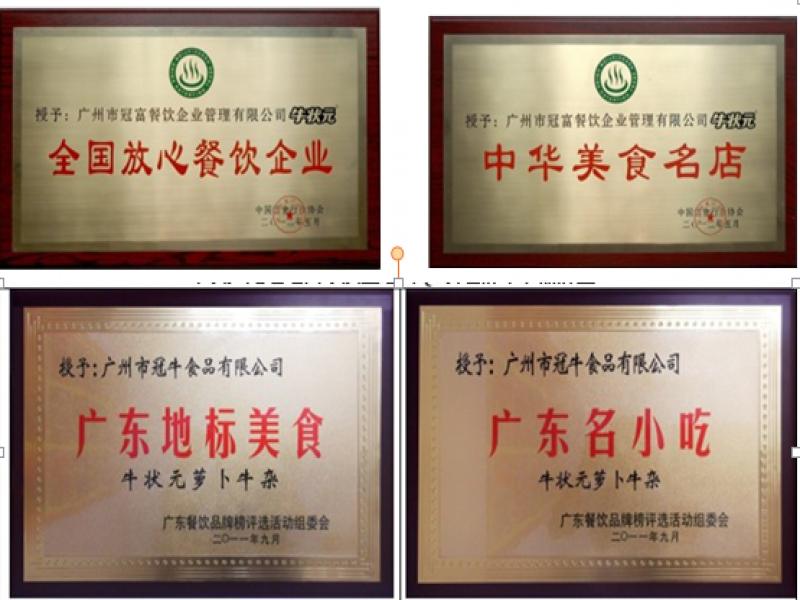 授予：广州市冠富餐饮企业管理有限公司牛状元
全国放心餐饮企业
授予：广州市冠富餐饮企业管理有限公司牛状元
中华美食名店
授予：广州市冠牛食品有限公司
广东地标美食
牛状元萝卜牛杂
广东餐饮品牌榜评选活动组委会
二〇一一年九月
授予：广州市冠牛食品有限公司
广东名小吃
牛状元萝卜牛杂
广东餐饮品牌榜评选活动组委会
二〇一一年九月